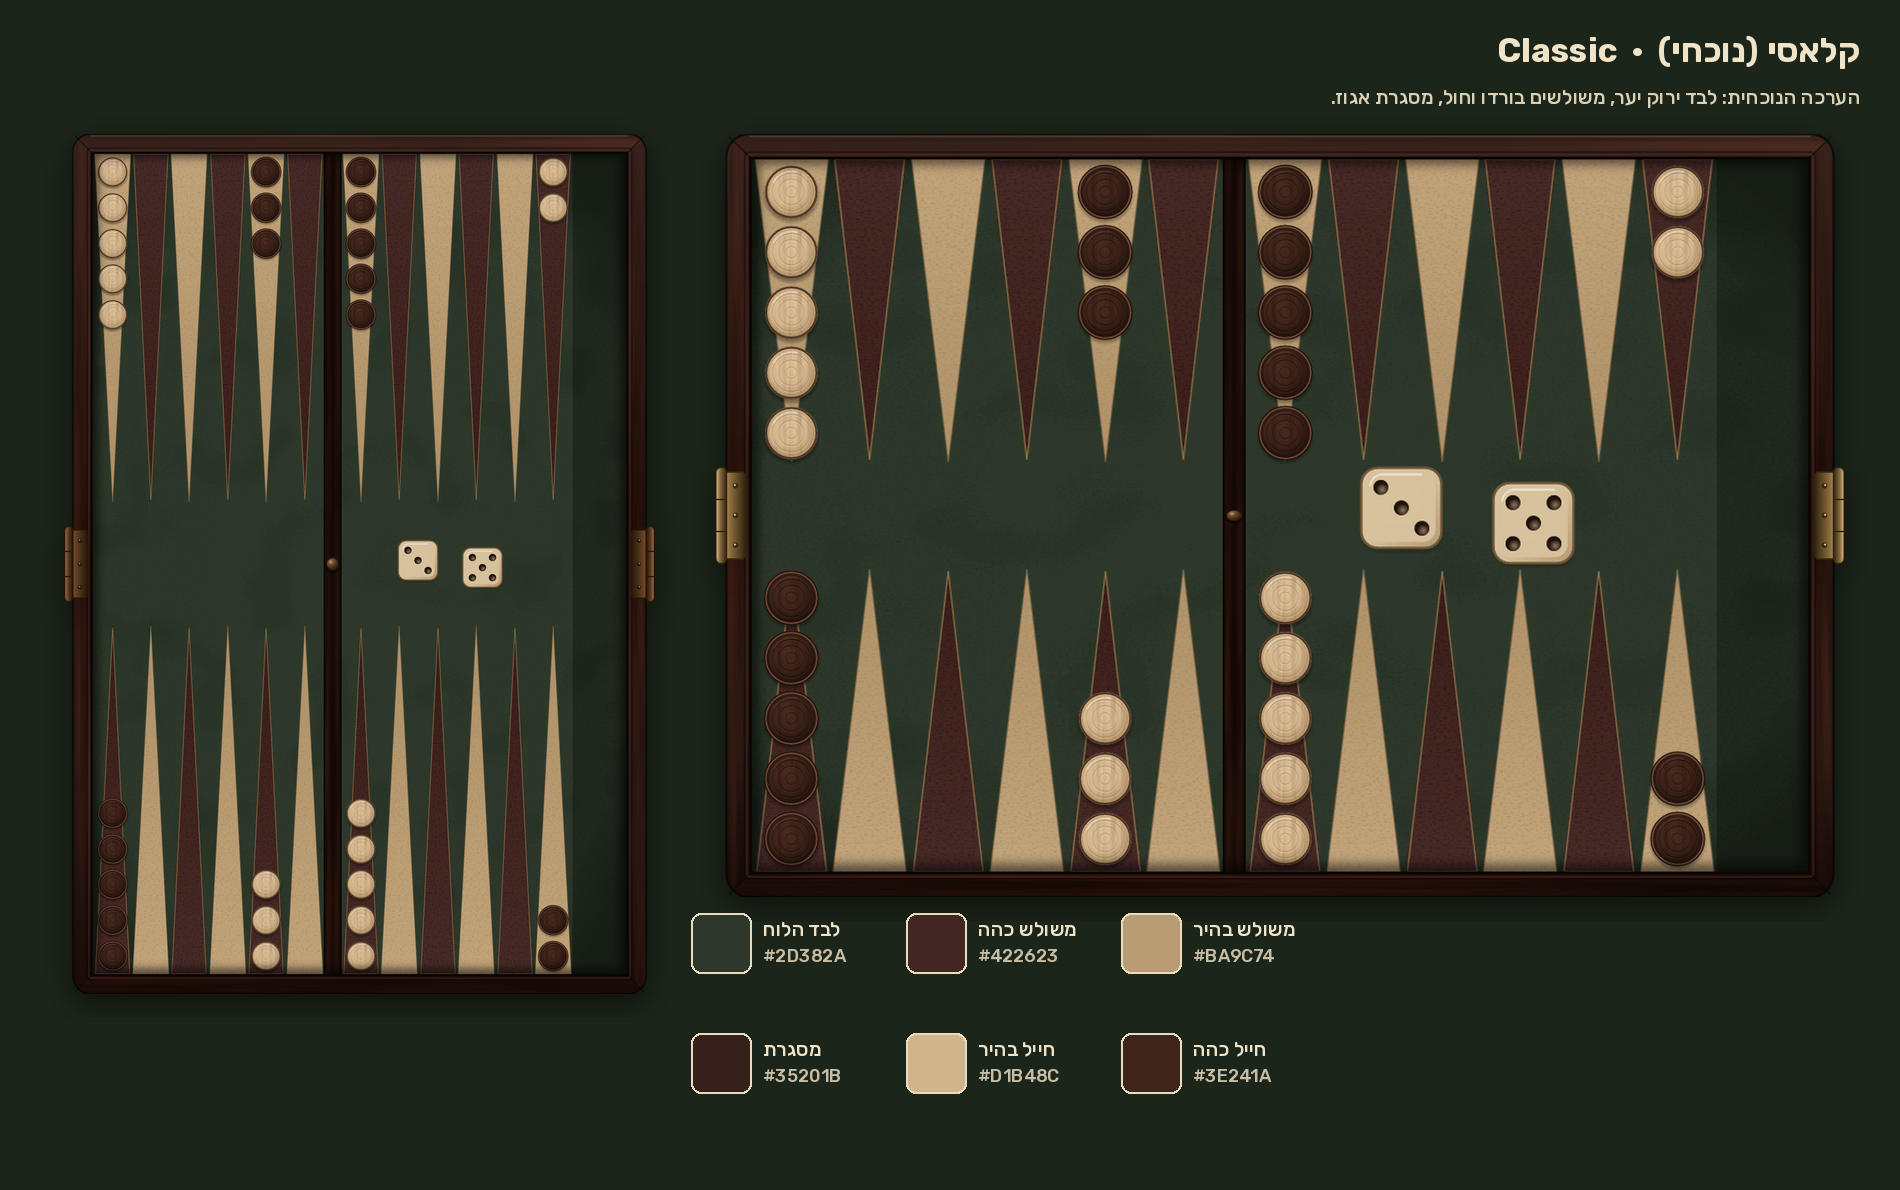 קלאסי (נוכחי) • Classic
הערכה הנוכחית: לבד ירוק יער, משולשים בורדו וחול, מסגרת אגוז.
לבד הלוח
#2D382A
משולש כהה
#422623
משולש בהיר
#BA9C74
מסגרת
#35201B
חייל בהיר
#D1B48C
חייל כהה
#3E241A